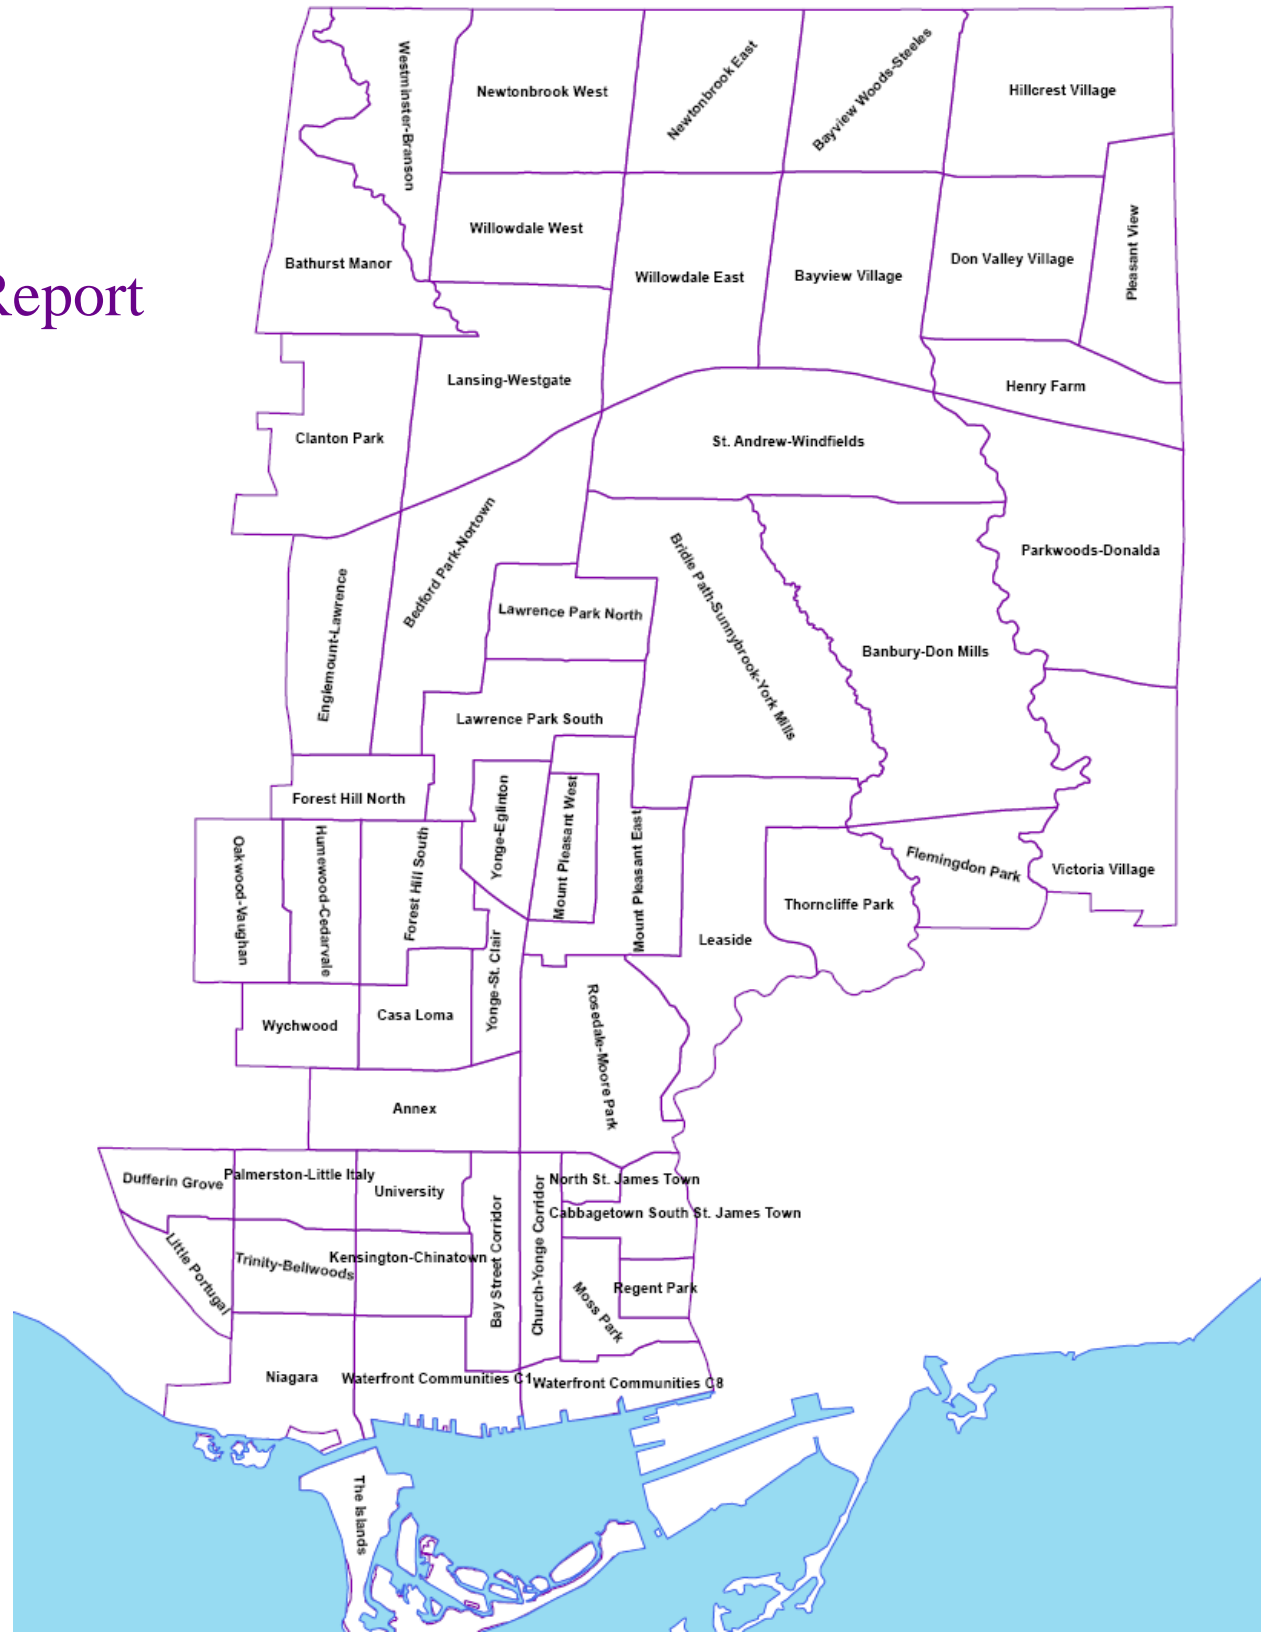 Westminster-Branson
Newtonbrook West
Newtonbrook East
Bayview Woods-Steeles
Hillcrest Village
Willowdale West
Bathurst Manor
Willowdale East
Bayview Village
Don Valley Village
Pleasant View
Report
Lansing-Westgate
Henry Farm
Clanton Park
St. Andrew-Windfields
Bedford Park-Nortown
Parkwoods-Donalda
Bridle Path-Sunnybrook-York Mills
Englemount-Lawrence
Lawrence Park North
Banbury-Don Mills
Lawrence Park South
Forest Hill North
Yonge-Eglinton
Mount Pleasant West
Mount Pleasant East
Oakwood-Vaughan
Humewood-Cedarvale
Forest Hill South
Flemingdon Park
Victoria Village
Thorncliffe Park
Leaside
Yonge-St. Clair
Casa Loma
Wychwood
Rosedale-Moore Park
Annex
Dufferin Grove
Palmerston-Little Italy
University
North St. James Town
Cabbagetown South St. James Town
Bay Street Corridor
Church-Yonge Corridor
Little Portugal
Trinity-Bellwoods
Kensington-Chinatown
Regent Park
Moss Park
Niagara
Waterfront Communities C1
Waterfront Communities C8
The Islands